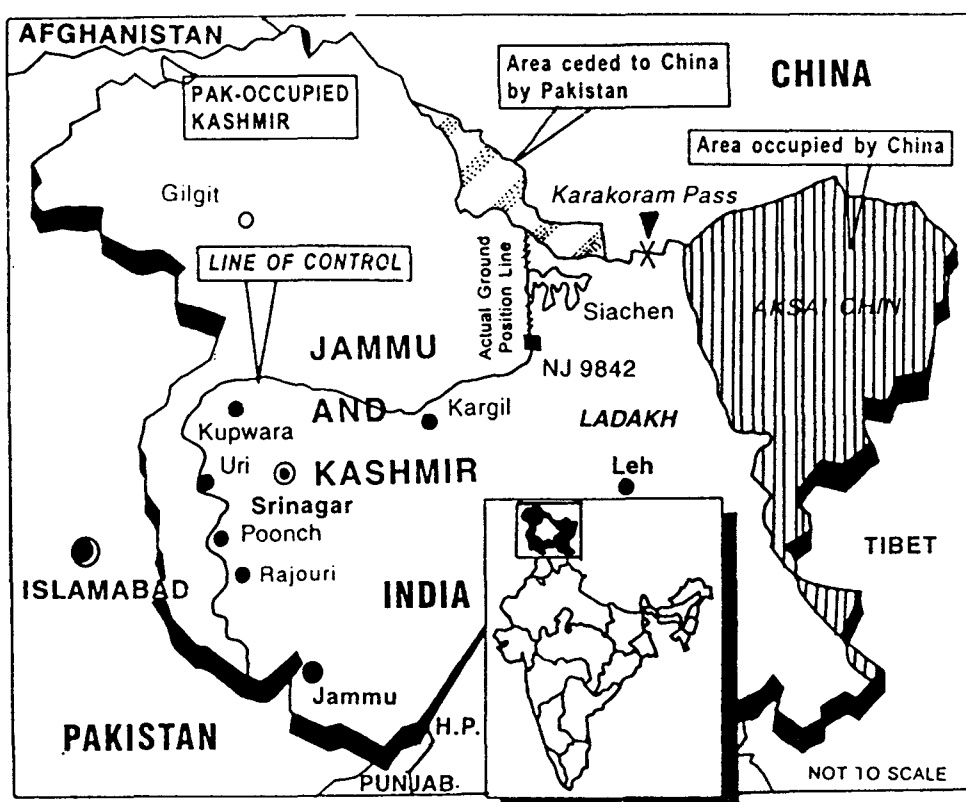 AFGHANISTAN
PAK-OCCUPIED
KASHMIR
Area ceded to China
by Pakistan
CHINA
Area occupied by China
Gilgit
Karakoram Pass
LINE OF CONTROL
Actual Ground
Position Line
Siachen
AKSAI CHIN
JAMMU
NJ 9842
AND
Kargil
LADAKH
Kupwara
Uri
KASHMIR
Leh
Srinagar
Poonch
TIBET
ISLAMABAD
Rajouri
INDIA
Jammu
H.P.
PAKISTAN
PUNJAB
NOT TO SCALE